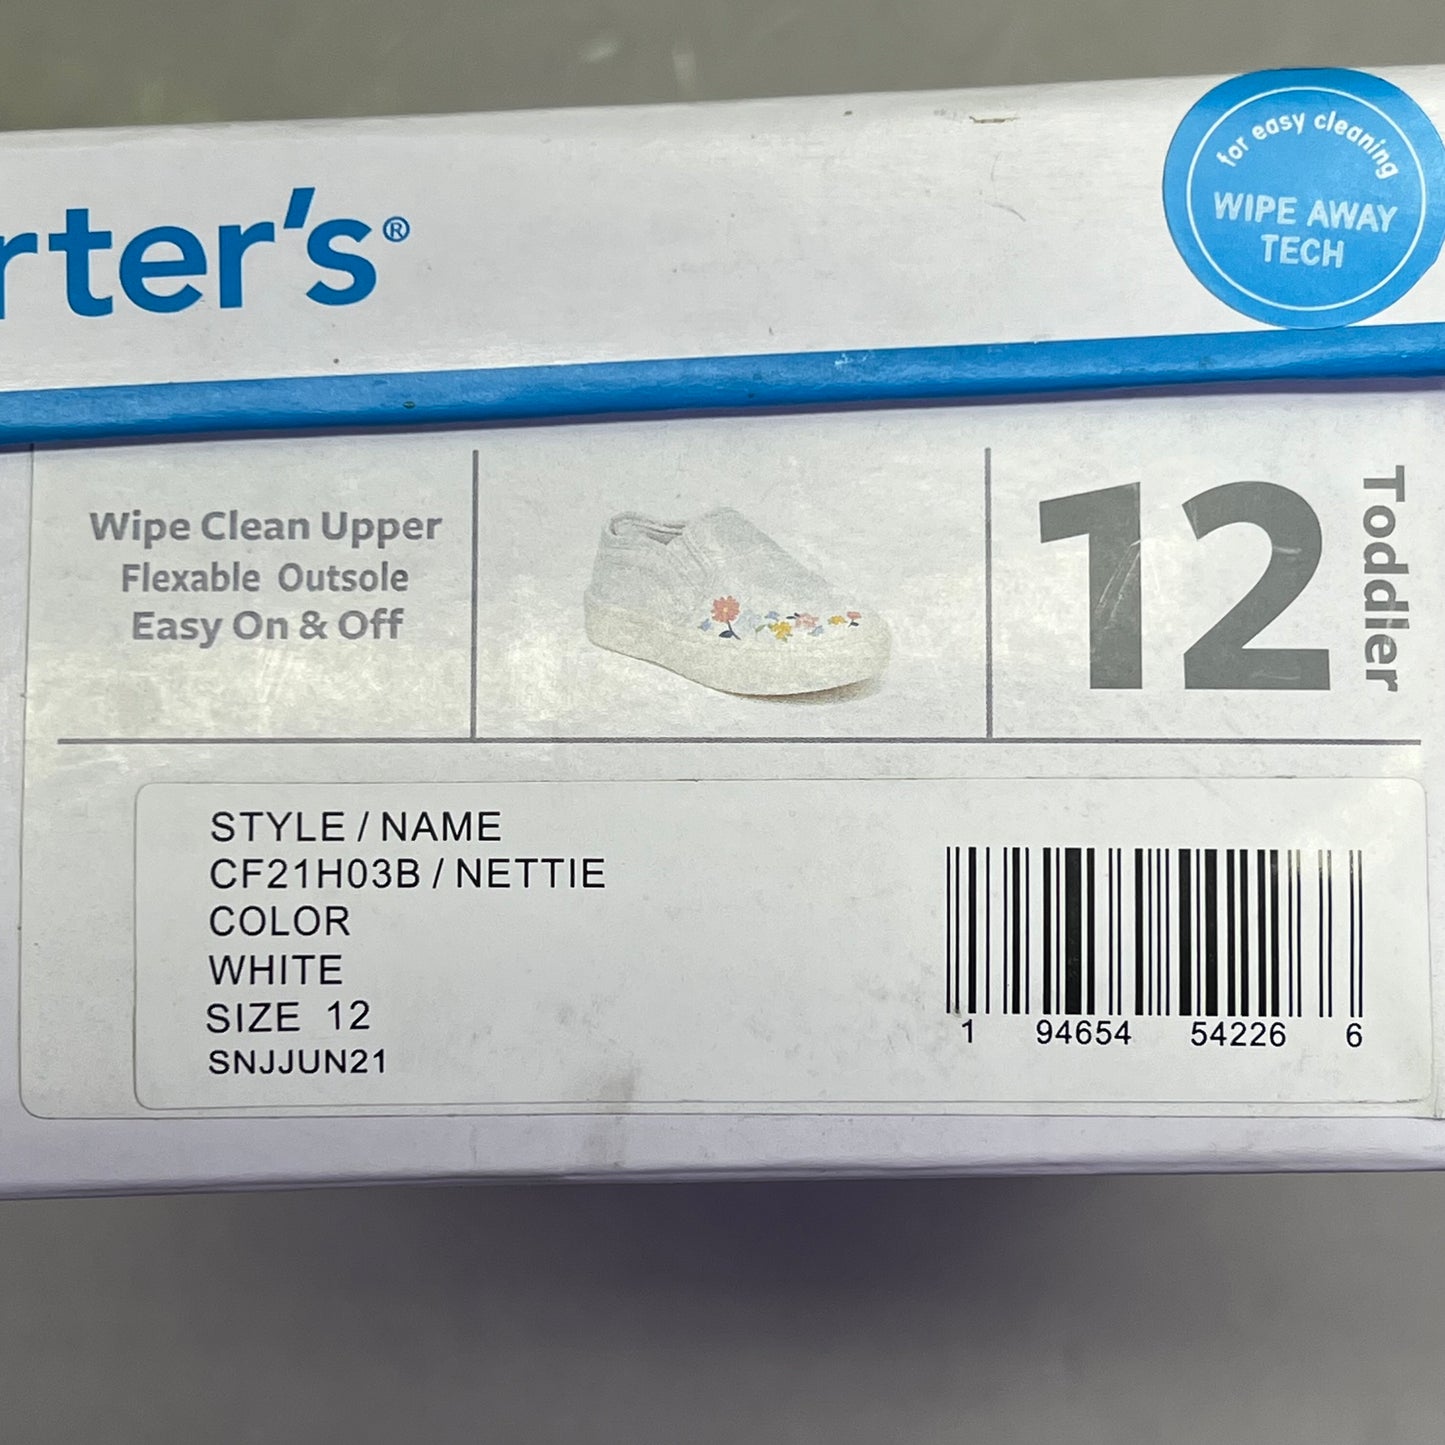 rter's®
for easy cleaning
WIPE AWAY
TECH
Wipe Clean Upper
Flexable Outsole
Easy On & Off
12
Toddler
STYLE / NAME
CF21H03B / NETTIE
COLOR
WHITE
SIZE 12
SNJJUN21
1 94654 54226 6